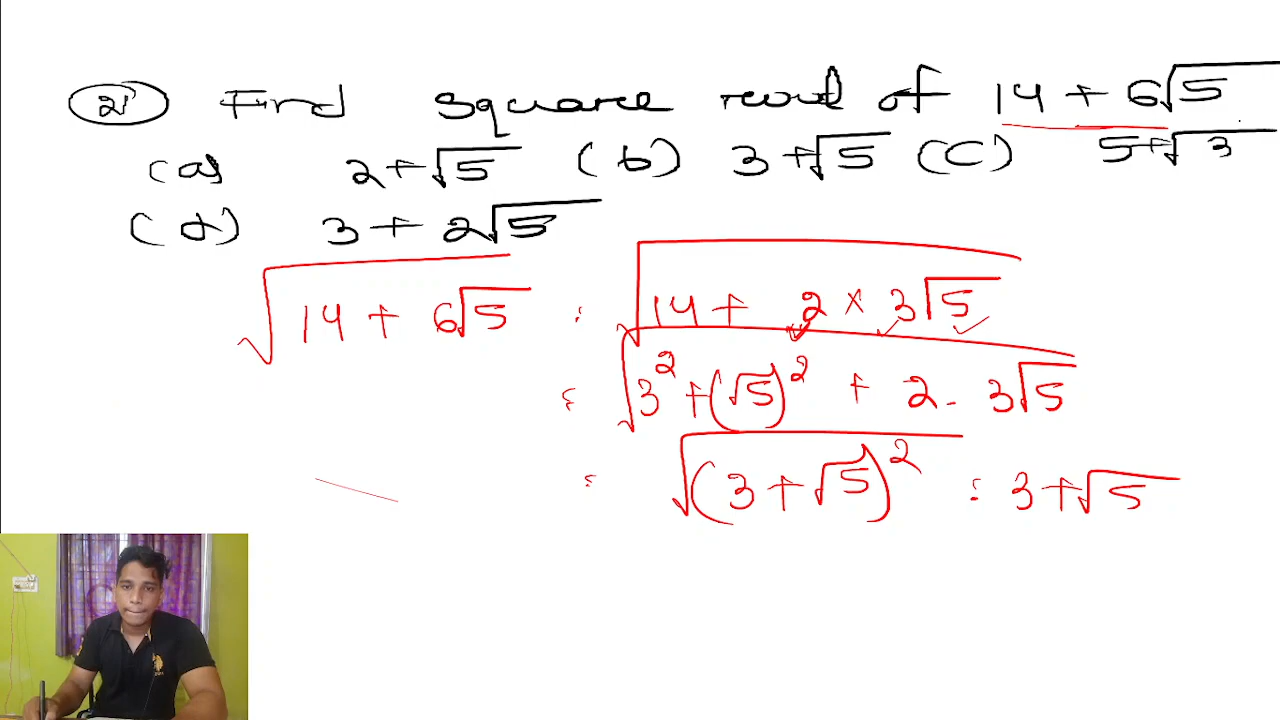 2) Find square root of 14 + 6√5
(a) 2+√5 (b) 3+√5 (C) 5+√3
(d) 3 + 2√5
√(14 + 6√5) = √(14 + 2 × 3√5)
= √(3² + (√5)² + 2 - 3√5)
= √((3+√5)²) = 3+√5